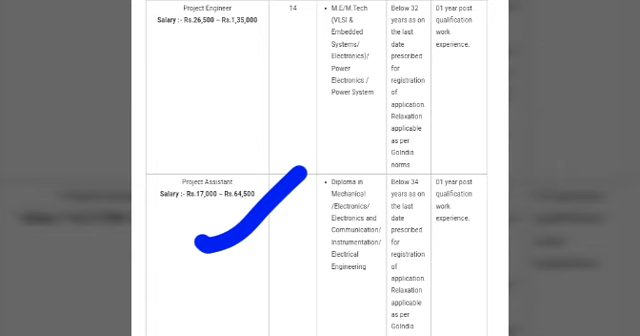 Project Engineer
Salary :- Rs.26,500 – Rs.1,35,000
14
M.E/M.Tech
(VLSI &
Embedded
Systems/
Electronics)/
Power
Electronics /
Power System
Below 32
years as on
the last
date
prescribed
for
registration
of
application.
Relaxation
applicable
as per
GoIndia
norms
01 year post
qualification
work
experience.
Project Assistant
Salary :- Rs.17,000 – Rs.64,500
Diploma in
Mechanical
/Electronics/
Electronics and
Communication/
Instrumentation/
Electrical
Engineering
Below 34
years as on
the last
date
prescribed
for
registration
of
application.
Relaxation
applicable
as per
GoIndia
01 year post
qualification
work
experience.